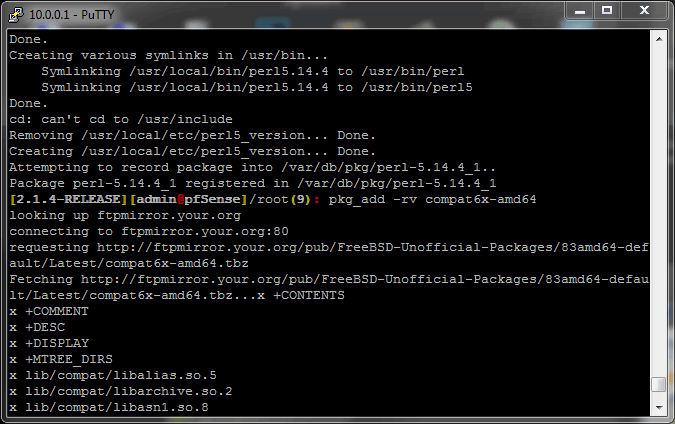 10.0.0.1 - PuTTY
Done.
Creating various symlinks in /usr/bin...
    Symlinking /usr/local/bin/perl5.14.4 to /usr/bin/perl
    Symlinking /usr/local/bin/perl5.14.4 to /usr/bin/perl5
Done.
cd: can't cd to /usr/include
Removing /usr/local/etc/perl5_version... Done.
Creating /usr/local/etc/perl5_version... Done.
Attempting to record package into /var/db/pkg/perl-5.14.4_1..
Package perl-5.14.4_1 registered in /var/db/pkg/perl-5.14.4_1
[2.1.4-RELEASE][admin@pfSense]/root(9): pkg_add -rv compat6x-amd64
looking up ftpmirror.your.org
connecting to ftpmirror.your.org:80
requesting http://ftpmirror.your.org/pub/FreeBSD-Unofficial-Packages/83amd64-def
ault/Latest/compat6x-amd64.tbz
Fetching http://ftpmirror.your.org/pub/FreeBSD-Unofficial-Packages/83amd64-defau
lt/Latest/compat6x-amd64.tbz...x +CONTENTS
x +COMMENT
x +DESC
x +DISPLAY
x +MTREE_DIRS
x lib/compat/libalias.so.5
x lib/compat/libarchive.so.2
x lib/compat/libasn1.so.8